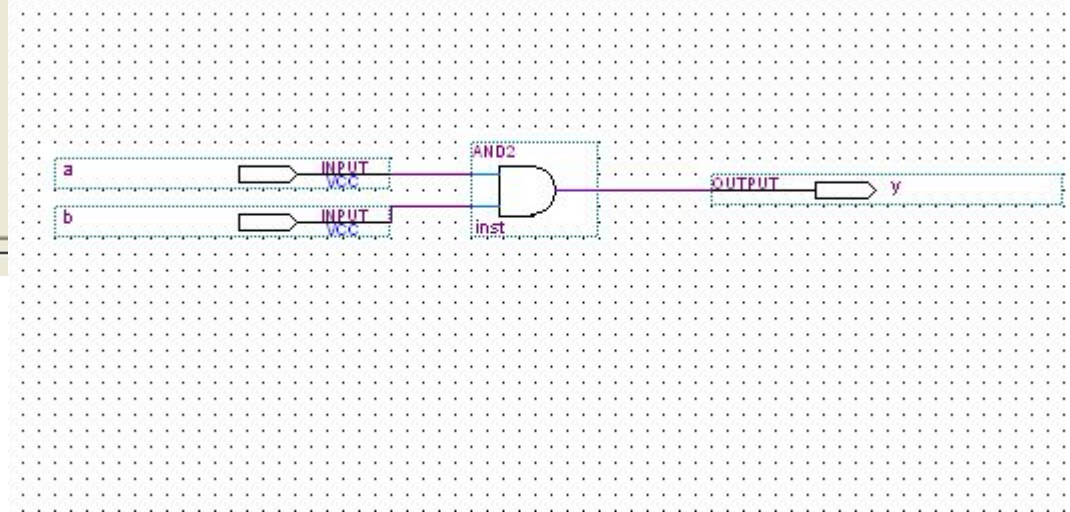 a INPUT
VCC
b INPUT
VCC
AND2
inst
OUTPUT y